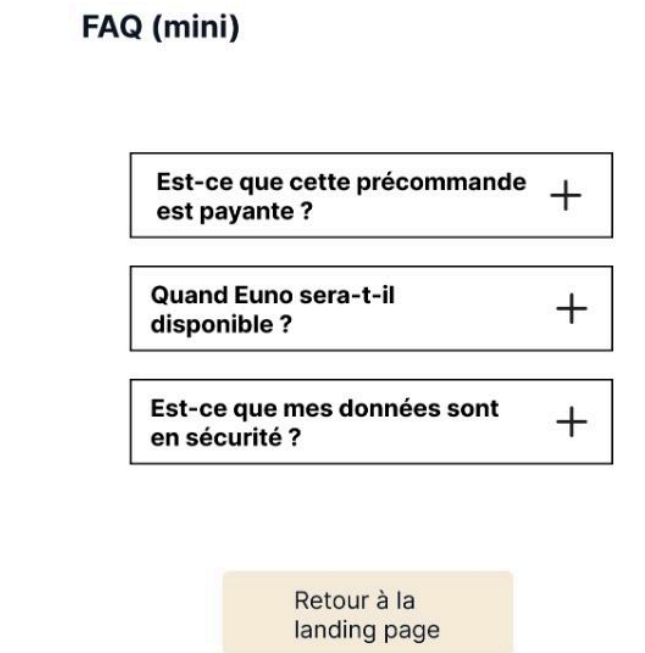 FAQ (mini)
Est-ce que cette précommande
est payante ?
Quand Euno sera-t-il
disponible ?
Est-ce que mes données sont
en sécurité ?
Retour à la
landing page